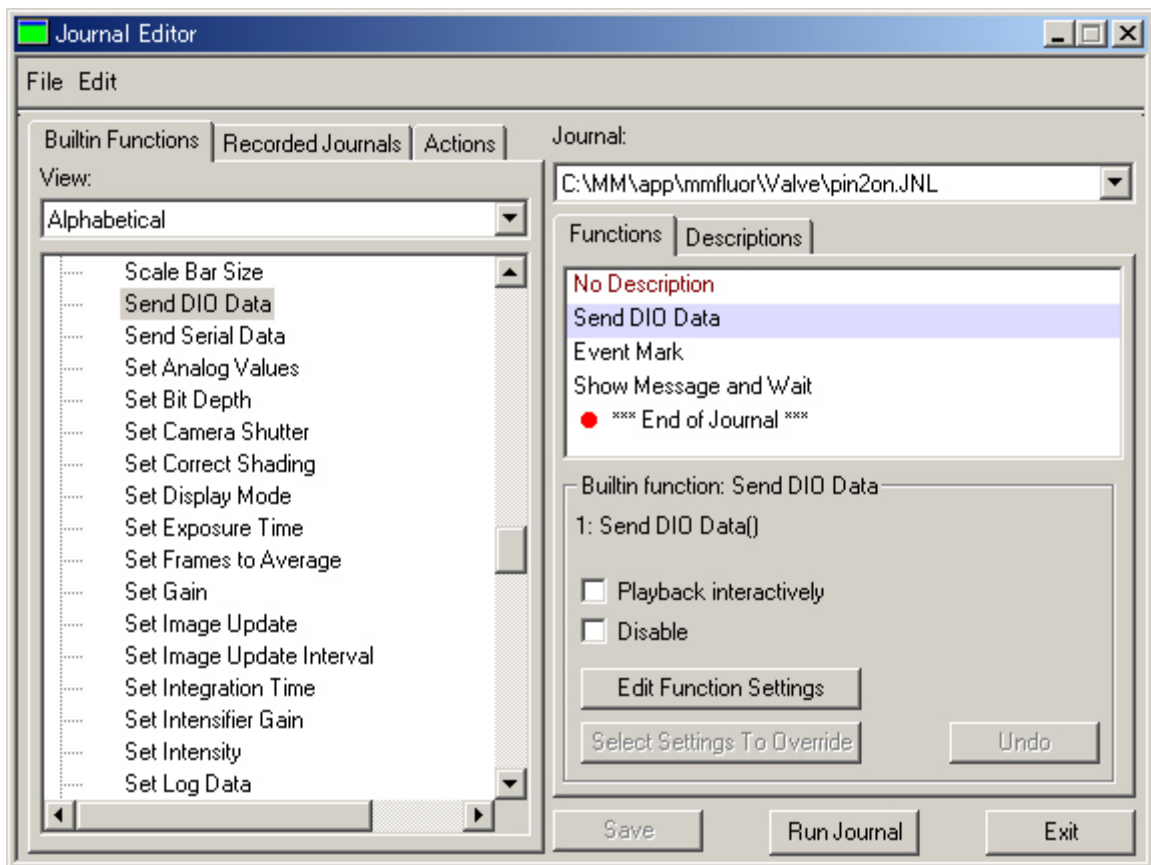 Journal Editor
File Edit
Builtin Functions Recorded Journals Actions
View:
Alphabetical
Scale Bar Size
Send DIO Data
Send Serial Data
Set Analog Values
Set Bit Depth
Set Camera Shutter
Set Correct Shading
Set Display Mode
Set Exposure Time
Set Frames to Average
Set Gain
Set Image Update
Set Image Update Interval
Set Integration Time
Set Intensifier Gain
Set Intensity
Set Log Data
Journal:
C:\MM\app\mmfluor\Valve\pin2on.JNL
Functions Descriptions
No Description
Send DIO Data
Event Mark
Show Message and Wait
*** End of Journal ***
Builtin function: Send DIO Data
1: Send DIO Data()
Playback interactively
Disable
Edit Function Settings
Select Settings To Override Undo
Save Run Journal Exit